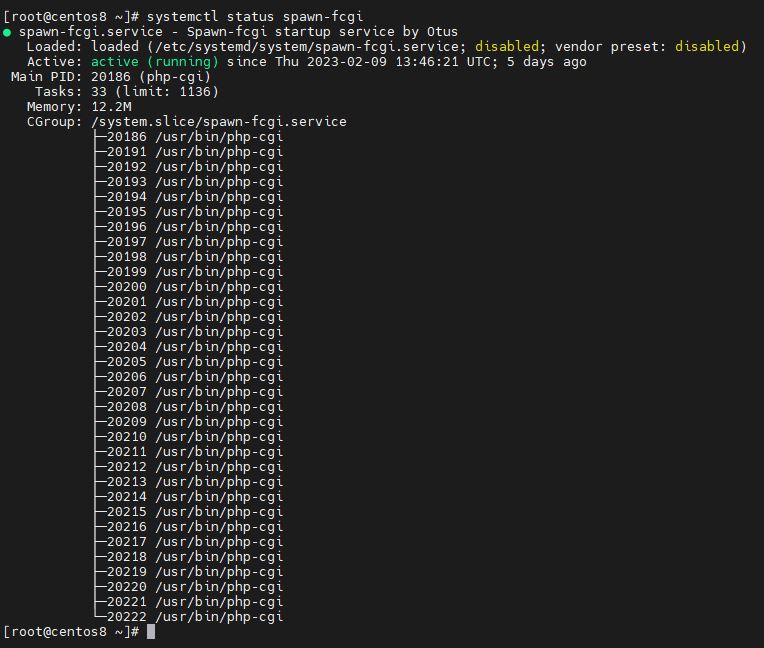 [root@centos8 ~]# systemctl status spawn-fcgi
● spawn-fcgi.service - Spawn-fcgi startup service by Otus
   Loaded: loaded (/etc/systemd/system/spawn-fcgi.service; disabled; vendor preset: disabled)
   Active: active (running) since Thu 2023-02-09 13:46:21 UTC; 5 days ago
 Main PID: 20186 (php-cgi)
    Tasks: 33 (limit: 1136)
   Memory: 12.2M
   CGroup: /system.slice/spawn-fcgi.service
           ├─20186 /usr/bin/php-cgi
           ├─20191 /usr/bin/php-cgi
           ├─20192 /usr/bin/php-cgi
           ├─20193 /usr/bin/php-cgi
           ├─20194 /usr/bin/php-cgi
           ├─20195 /usr/bin/php-cgi
           ├─20196 /usr/bin/php-cgi
           ├─20197 /usr/bin/php-cgi
           ├─20198 /usr/bin/php-cgi
           ├─20199 /usr/bin/php-cgi
           ├─20200 /usr/bin/php-cgi
           ├─20201 /usr/bin/php-cgi
           ├─20202 /usr/bin/php-cgi
           ├─20203 /usr/bin/php-cgi
           ├─20204 /usr/bin/php-cgi
           ├─20205 /usr/bin/php-cgi
           ├─20206 /usr/bin/php-cgi
           ├─20207 /usr/bin/php-cgi
           ├─20208 /usr/bin/php-cgi
           ├─20209 /usr/bin/php-cgi
           ├─20210 /usr/bin/php-cgi
           ├─20211 /usr/bin/php-cgi
           ├─20212 /usr/bin/php-cgi
           ├─20213 /usr/bin/php-cgi
           ├─20214 /usr/bin/php-cgi
           ├─20215 /usr/bin/php-cgi
           ├─20216 /usr/bin/php-cgi
           ├─20217 /usr/bin/php-cgi
           ├─20218 /usr/bin/php-cgi
           ├─20219 /usr/bin/php-cgi
           ├─20220 /usr/bin/php-cgi
           ├─20221 /usr/bin/php-cgi
           └─20222 /usr/bin/php-cgi
[root@centos8 ~]#